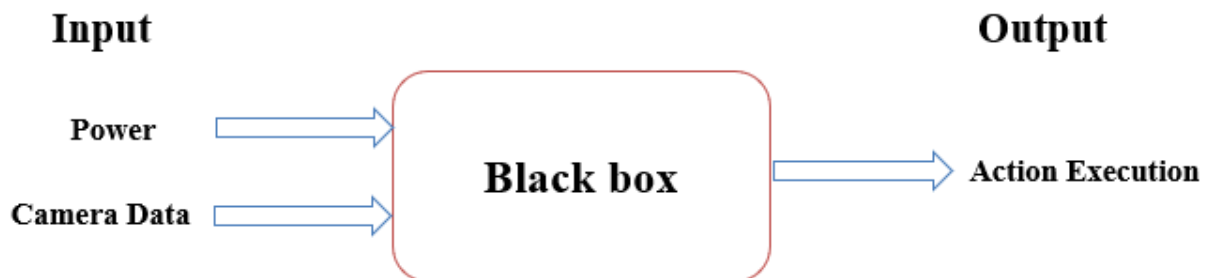 Input
Output
Power
Black box
Action Execution
Camera Data